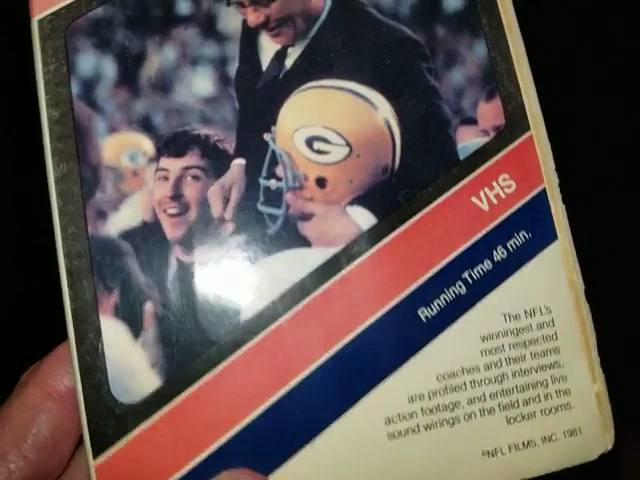 G
VHS
Running Time 46 min.
The NFL's
winningest and
most respected
coaches and their teams
are profiled through interviews,
action footage, and entertaining live
sound wirings on the field and in the
locker rooms.
©NFL FILMS, INC. 1981